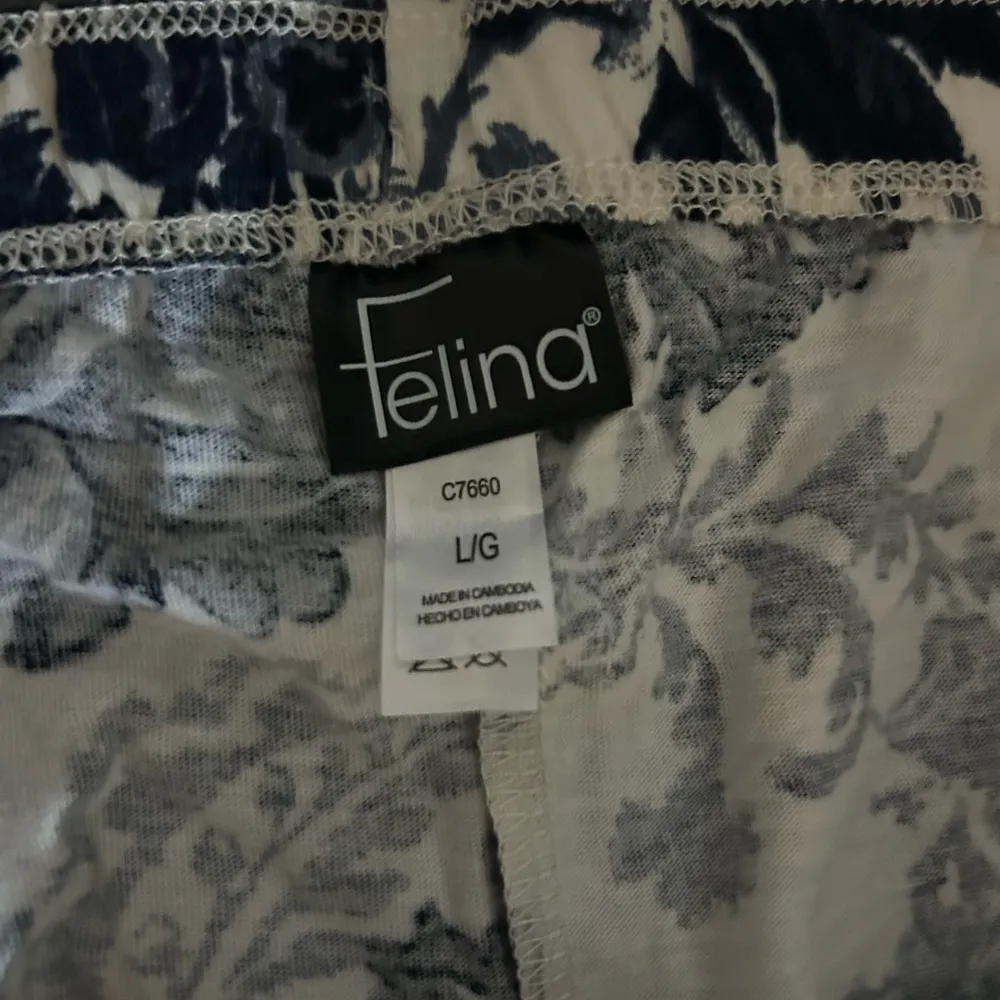 Felina®
C7660
L/G
MADE IN CAMBODIA
HECHO EN CAMBOYA